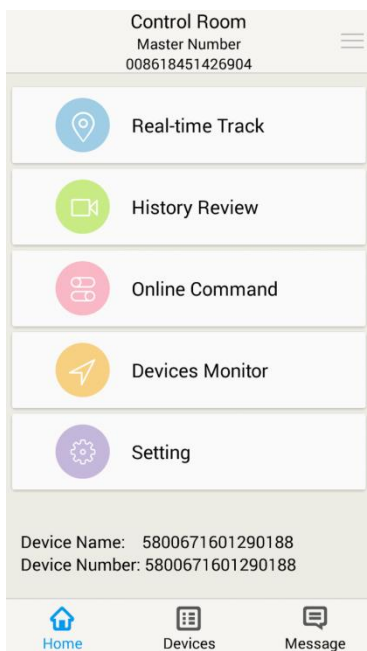 Control Room
Master Number
008618451426904
Real-time Track
History Review
Online Command
Devices Monitor
Setting
Device Name: 5800671601290188
Device Number: 5800671601290188
Home Devices Message